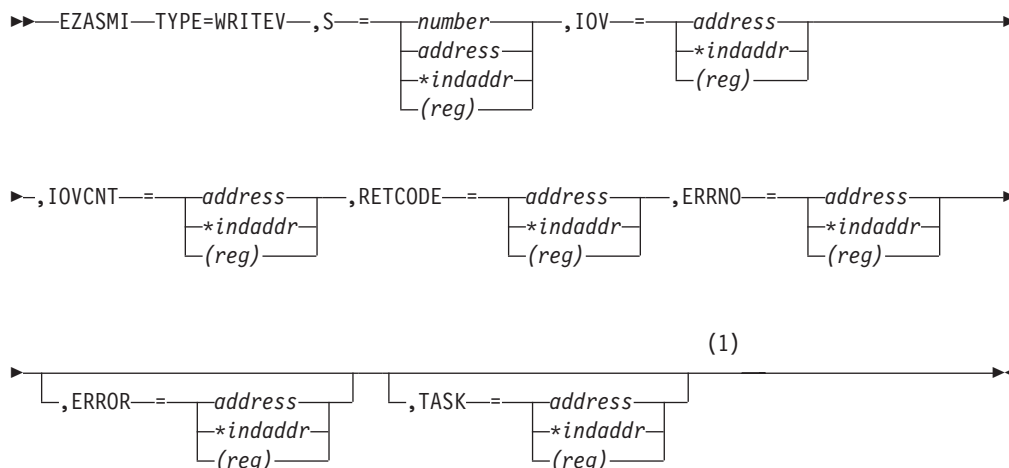 EZASMI TYPE=WRITEV ,S = number ,IOV = address
address *indaddr
*indaddr (reg)
(reg)
,IOVCNT = address ,RETCODE = address ,ERRNO = address
*indaddr *indaddr *indaddr
(reg) (reg) (reg)
(1)
,ERROR = address ,TASK = address
*indaddr *indaddr
(reg) (reg)